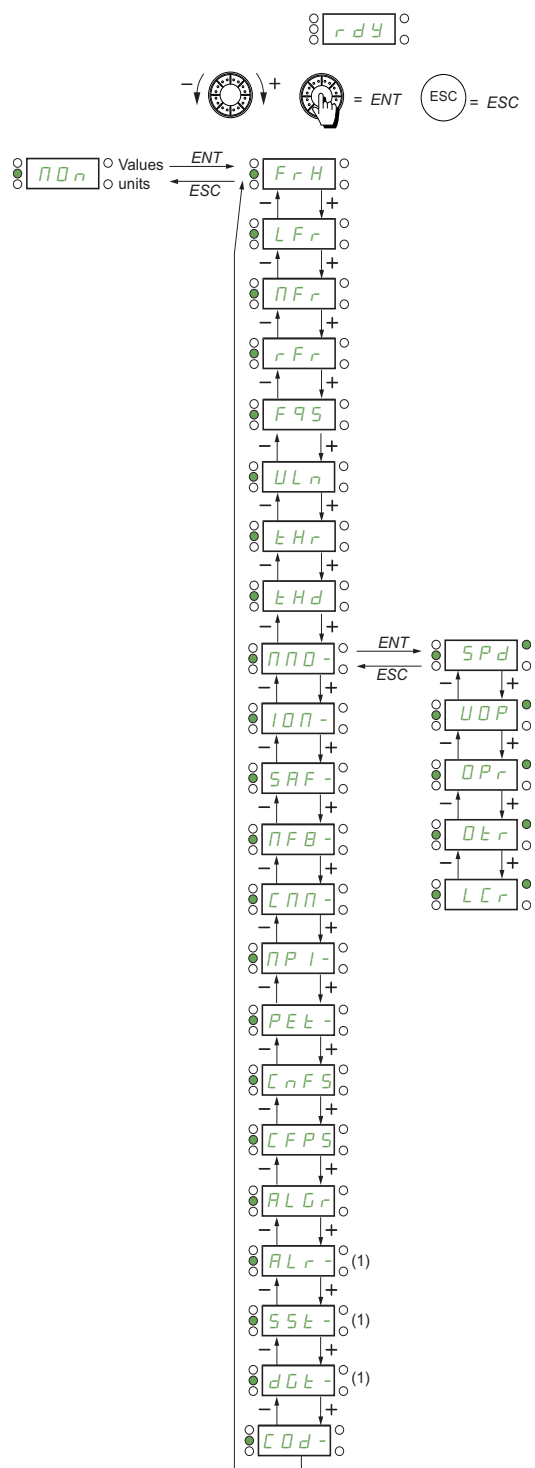 rdY
− + = ENT ESC = ESC
MOn Values units ENT ESC FrH
− +
LFr
− +
MFr
− +
rFr
− +
FqS
− +
ULn
− +
tHr
− +
tHd
− +
MMO- ENT ESC SPd
− + − +
IOM- UOP
− + − +
SAF- OPr
− + − +
MFB- Otr
− + − +
CMM- LCr
− +
MPI-
− +
PEt-
− +
CnFS
− +
CFPS
− +
ALGr
− +
ALr- (1)
− +
SSt- (1)
− +
dGt- (1)
− +
COd-